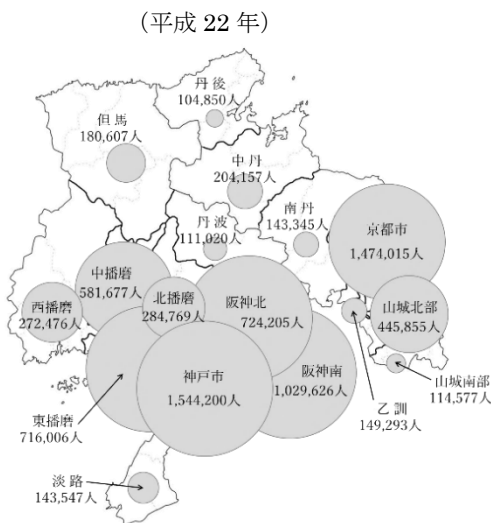 （平成 22 年）
丹後
104,850人
但馬
180,607人
中丹
204,157人
南丹
143,345人
丹波
111,020人
京都市
1,474,015人
中播磨
581,677人
北播磨
284,769人
阪神北
724,205人
西播磨
272,476人
山城北部
445,855人
神戸市
1,544,200人
阪神南
1,029,626人
山城南部
114,577人
乙訓
149,293人
東播磨
716,006人
淡路
143,547人